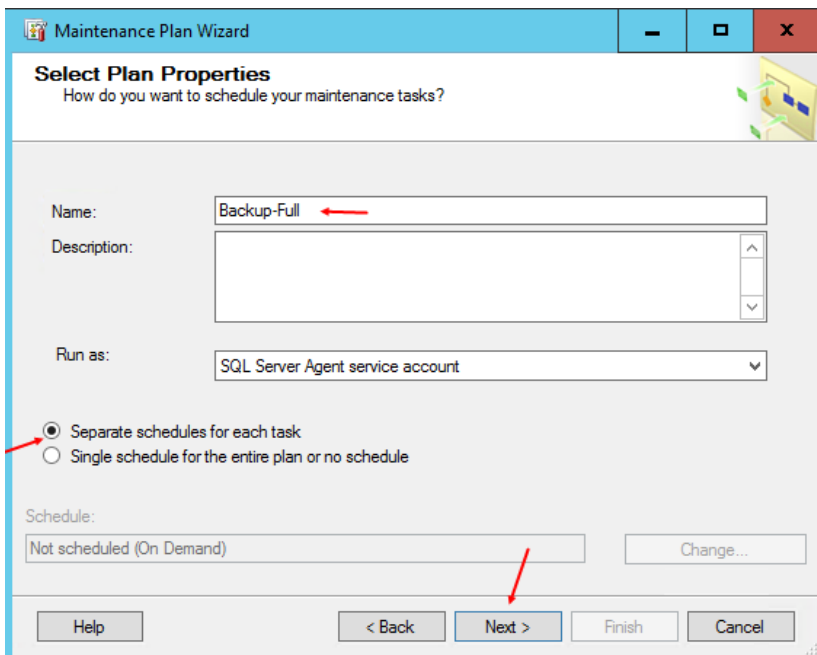 Maintenance Plan Wizard
Select Plan Properties
How do you want to schedule your maintenance tasks?
Name:
Backup-Full
Description:
Run as:
SQL Server Agent service account
Separate schedules for each task
Single schedule for the entire plan or no schedule
Schedule:
Not scheduled (On Demand)
Change...
Help
< Back
Next >
Finish
Cancel